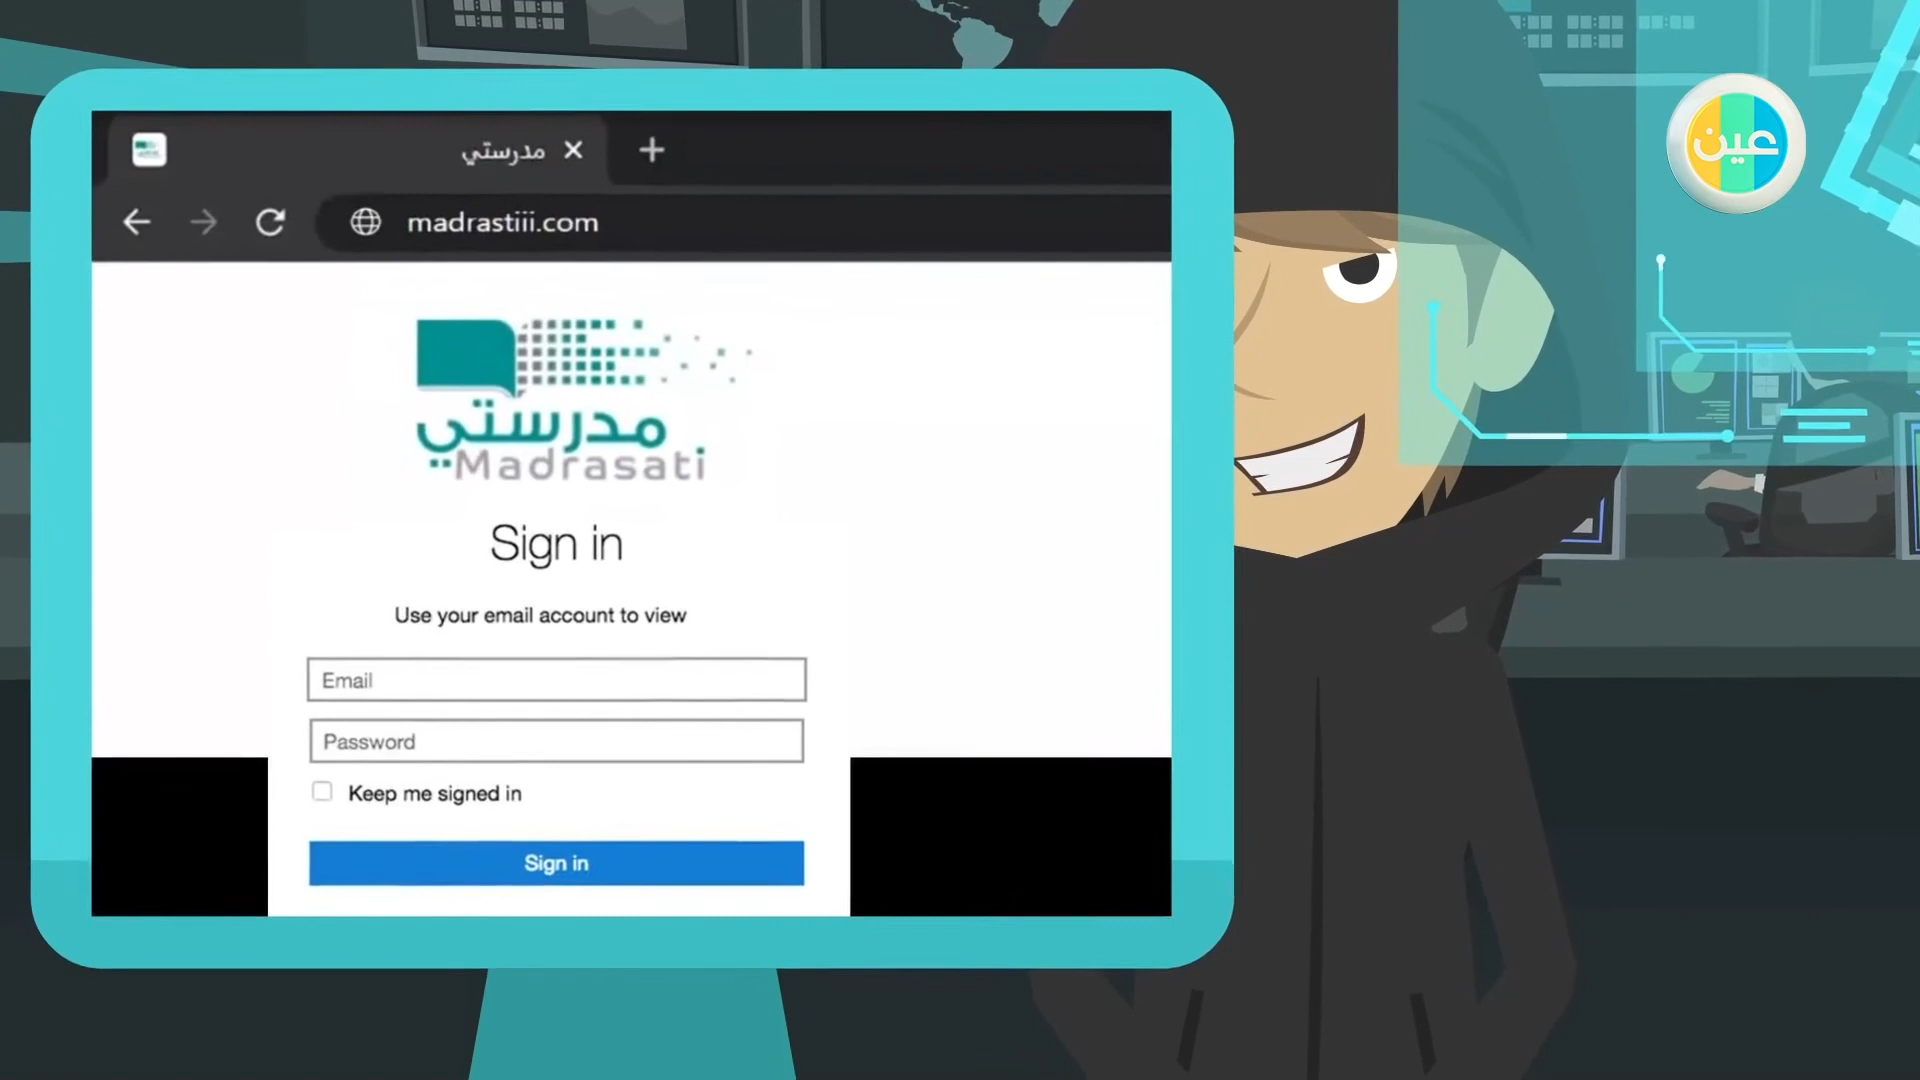 مدرستي
madrastiii.com
عين
مدرستي
Madrasati
Sign in
Use your email account to view
Email
Password
Keep me signed in
Sign in